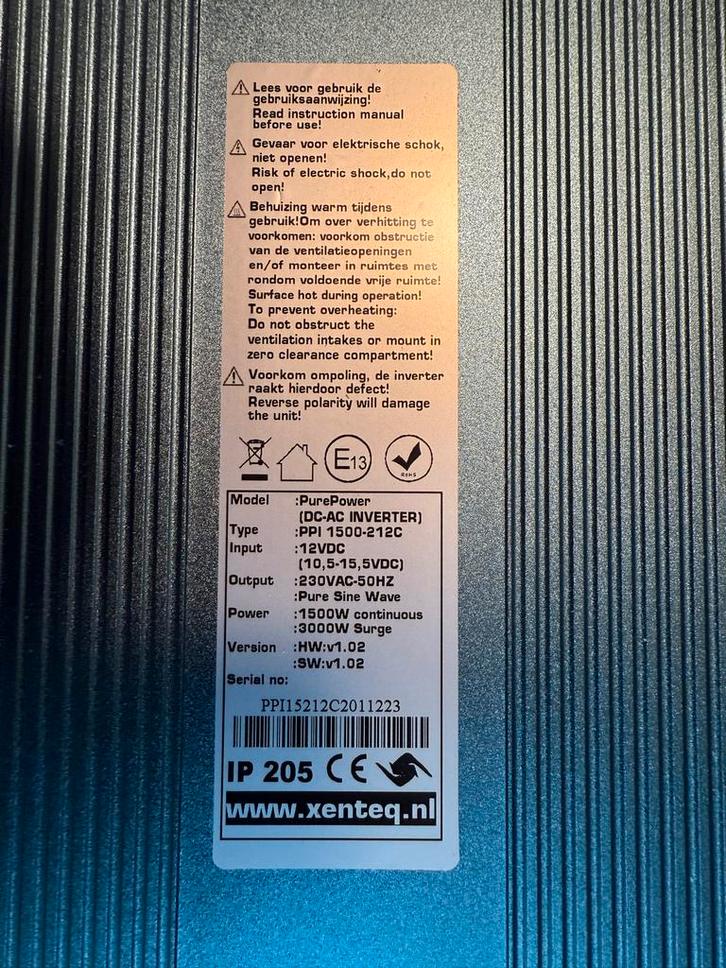 Lees voor gebruik de
gebruiksaanwijzing!
Read instruction manual
before use!
Gevaar voor elektrische schok,
niet openen!
Risk of electric shock,do not
open!
Behuizing warm tijdens
gebruik!Om over verhitting te
voorkomen: voorkom obstructie
van de ventilatieopeningen
en/of monteer in ruimtes met
rondom voldoende vrije ruimte!
Surface hot during operation!
To prevent overheating:
Do not obstruct the
ventilation intakes or mount in
zero clearance compartment!
Voorkom ompoling, de inverter
raakt hierdoor defect!
Reverse polarity will damage
the unit!
E13
RoHS
Model :PurePower
(DC-AC INVERTER)
Type :PPI 1500-212C
Input :12VDC
(10,5-15,5VDC)
Output :230VAC-50HZ
:Pure Sine Wave
Power :1500W continuous
:3000W Surge
Version :HW:v1.02
:SW:v1.02
Serial no:
PPI15212C2011223
IP 205 CE
www.xenteq.nl